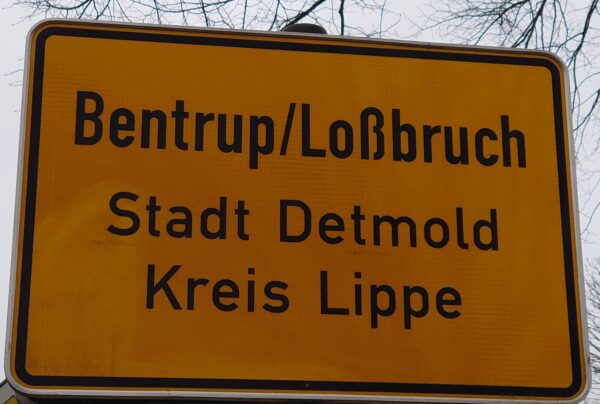 Bentrup/Loßbruch
Stadt Detmold
Kreis Lippe